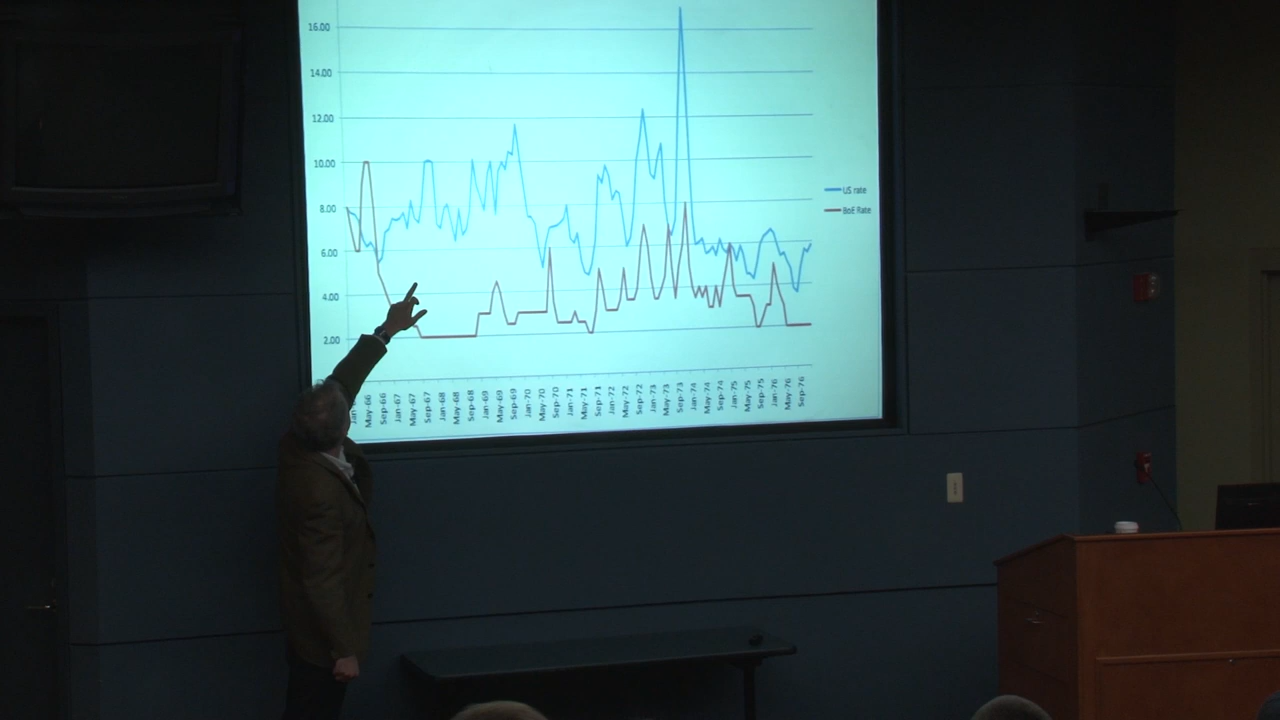 16.00
14.00
12.00
10.00
8.00
6.00
4.00
2.00
US rate
BoE Rate
May-66
Sep-66
Jan-67
May-67
Sep-67
Jan-68
May-68
Sep-68
Jan-69
May-69
Sep-69
Jan-70
May-70
Sep-70
Jan-71
May-71
Sep-71
Jan-72
May-72
Sep-72
Jan-73
May-73
Sep-73
Jan-74
May-74
Sep-74
Jan-75
May-75
Sep-75
Jan-76
May-76
Sep-76